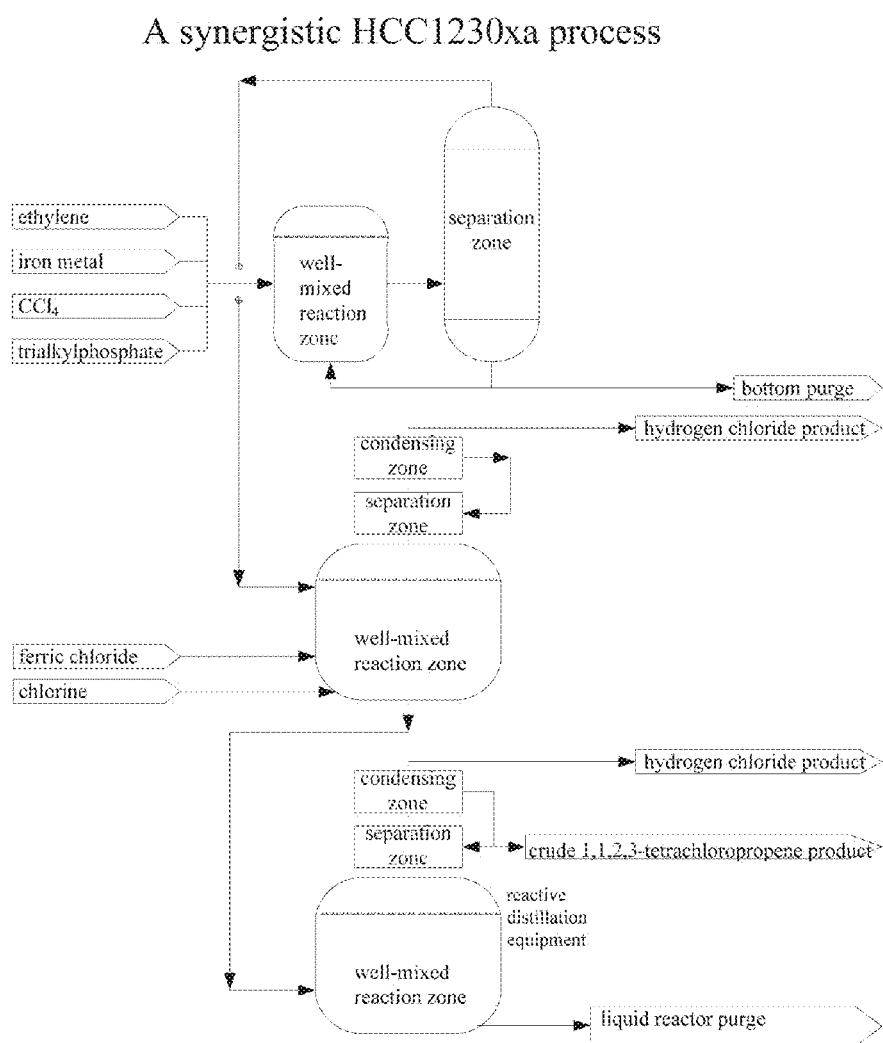 A synergistic HCC1230xa process
separation
zone
ethylene
iron metal
CCl₄
trialkylphosphate
well-
mixed
reaction
zone
bottom purge
hydrogen chloride product
condensing
zone
separation
zone
well-mixed
reaction zone
ferric chloride
chlorine
hydrogen chloride product
condensing
zone
separation
zone
crude 1,1,2,3-tetrachloropropene product
reactive
distillation
equipment
well-mixed
reaction zone
liquid reactor purge